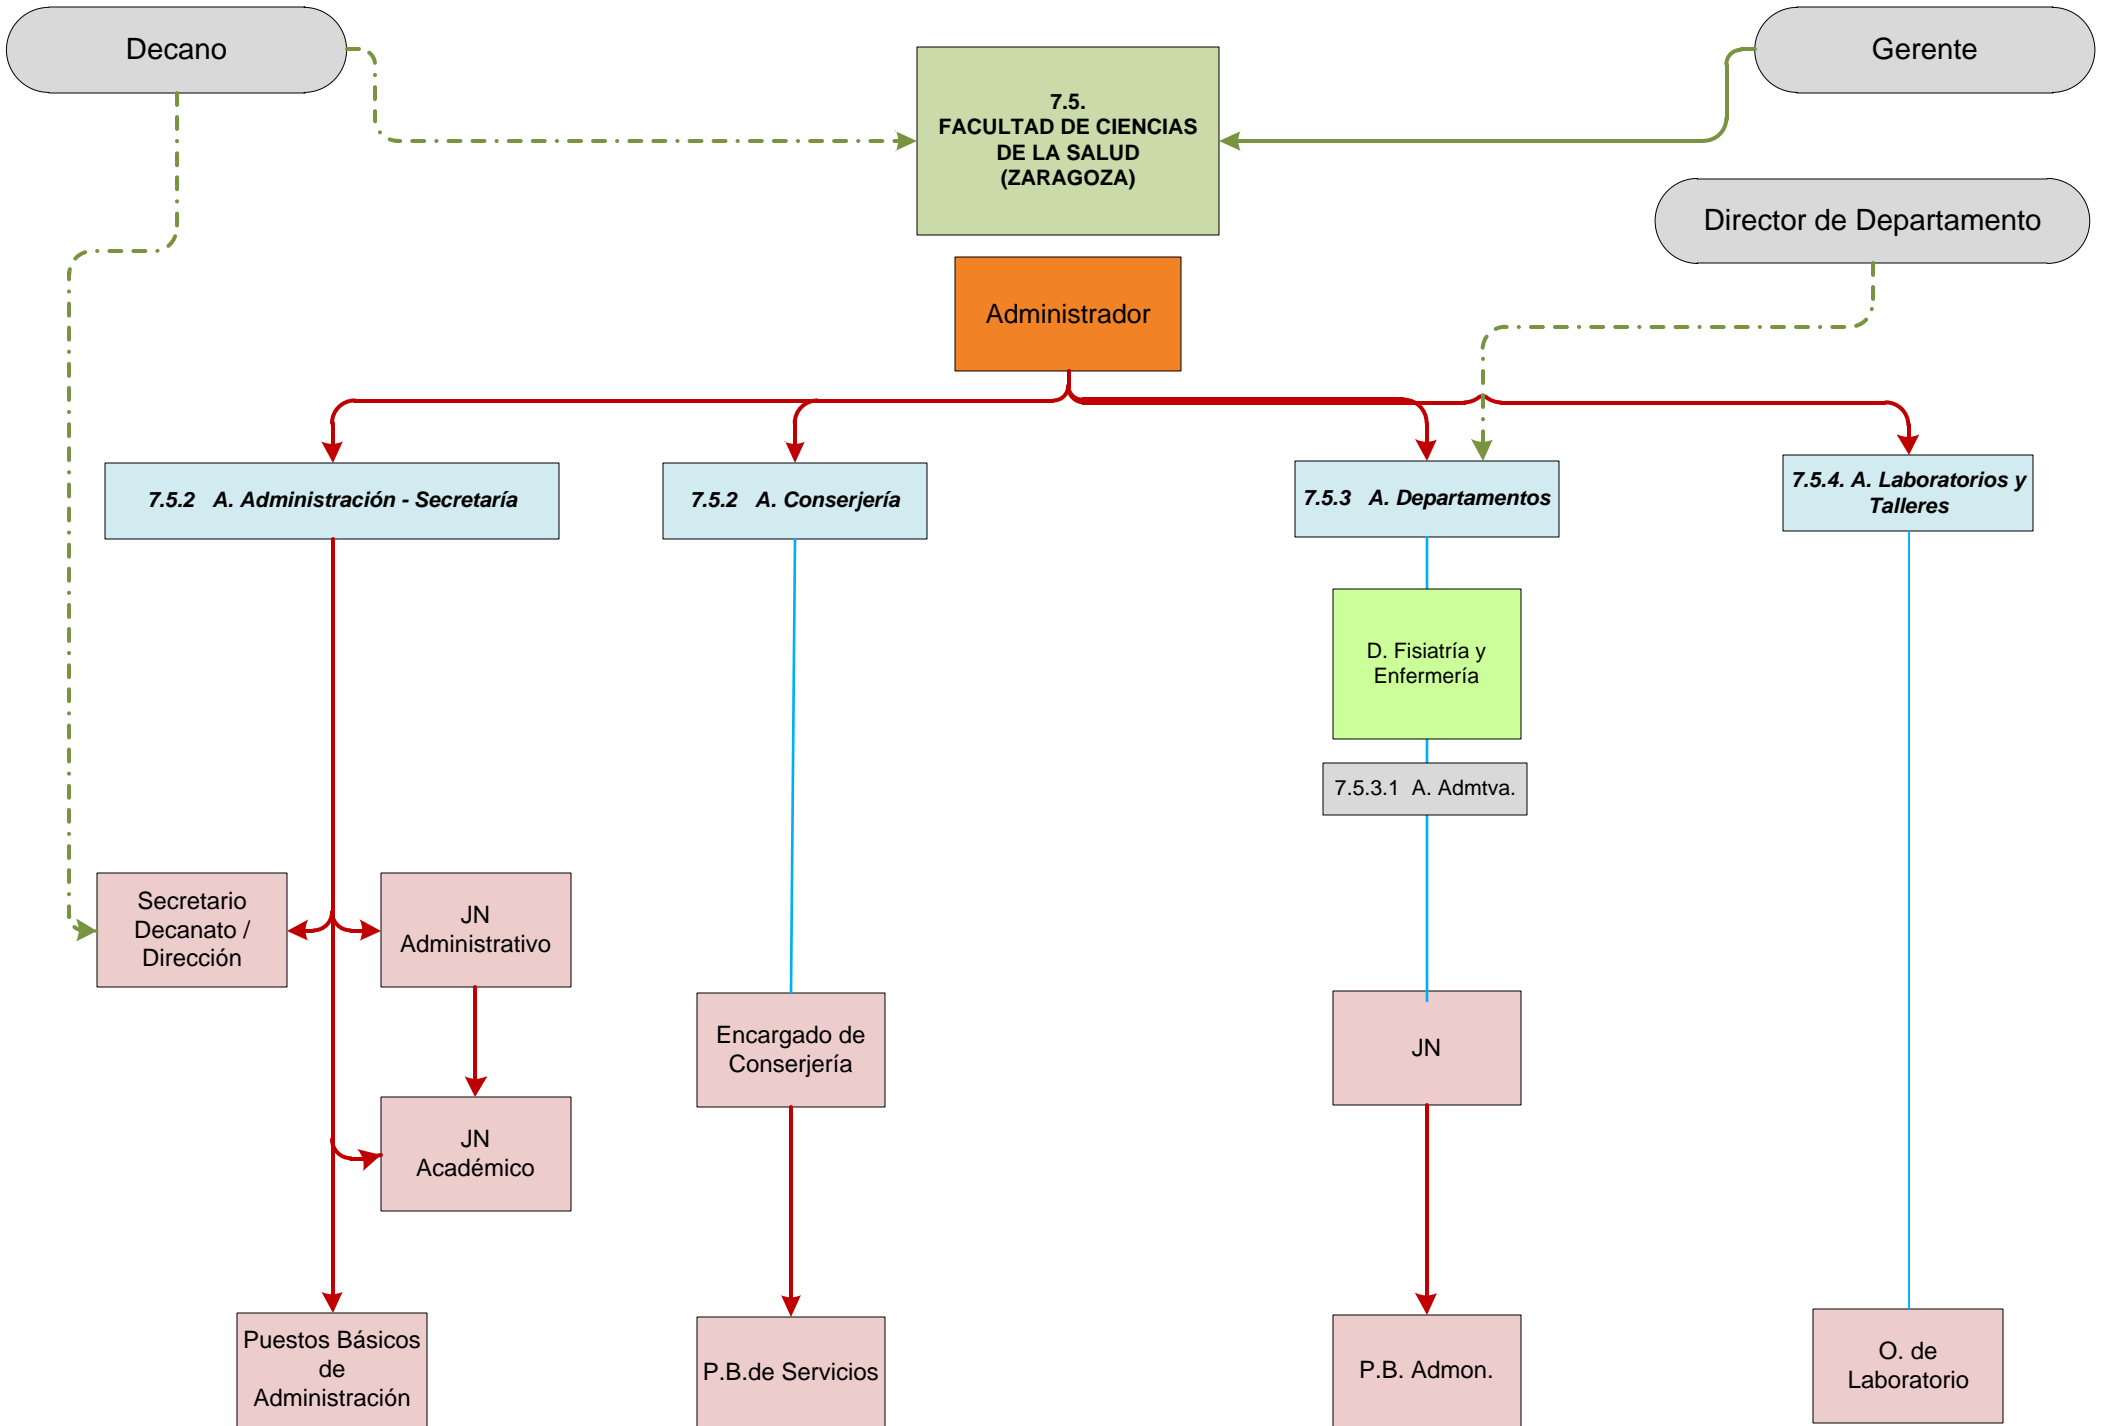 Decano
7.5.
FACULTAD DE CIENCIAS
DE LA SALUD
(ZARAGOZA)
Gerente
Director de Departamento
Administrador
7.5.2 A. Administración - Secretaría
7.5.2 A. Conserjería
7.5.3 A. Departamentos
7.5.4. A. Laboratorios y
Talleres
D. Fisiatría y
Enfermería
7.5.3.1 A. Admtva.
Secretario
Decanato /
Dirección
JN
Administrativo
Encargado de
Conserjería
JN
JN
Académico
Puestos Básicos
de
Administración
P.B.de Servicios
P.B. Admon.
O. de
Laboratorio